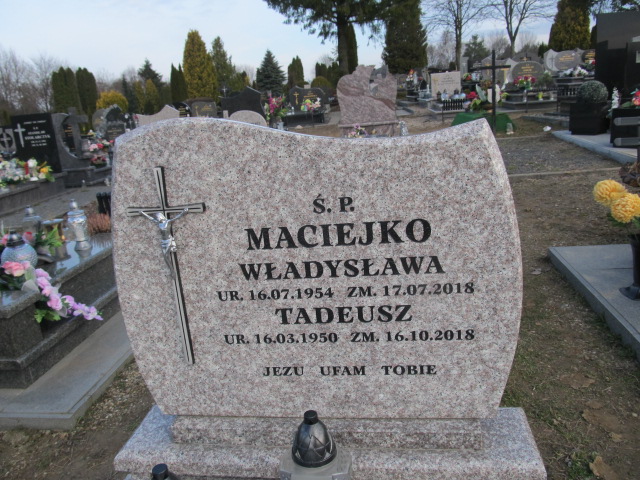 Ś. P.
MACIEJKO
WŁADYSŁAWA
UR. 16.07.1954 ZM. 17.07.2018
TADEUSZ
UR. 16.03.1950 ZM. 16.10.2018
JEZU UFAM TOBIE